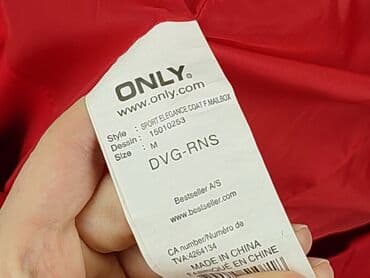 ONLY®
www.only.com
Style : SPORT ELEGANCE COAT F.MAILBOX
Dessin : 15010253
Size : M
DVG-RNS
Bestseller A/S
www.bestseller.com
CA number/Numéro de
TVA:4264134
MADE IN CHINA
FABRIQUÉ EN CHINE